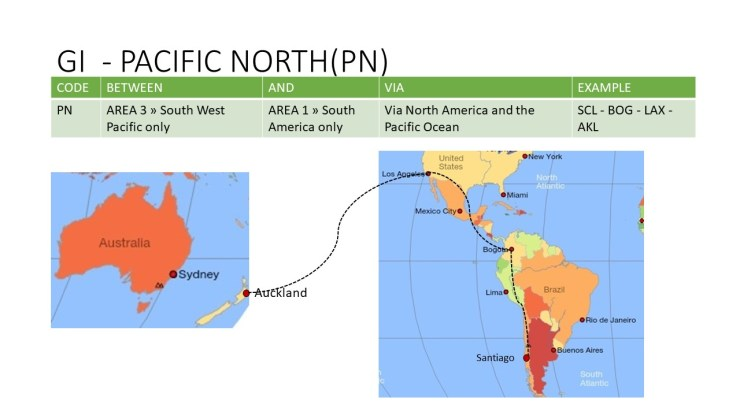 GI - PACIFIC NORTH(PN)
CODE BETWEEN AND VIA EXAMPLE
PN AREA 3 » South West Pacific only AREA 1 » South America only Via North America and the Pacific Ocean SCL - BOG - LAX - AKL
United States
New York
Los Angeles
North Atlantic
Miami
Mexico City
Australia
Bogota
Sydney
Auckland
Lima
Brazil
Rio de Janeiro
Buenos Aires
Santiago
South Atlantic